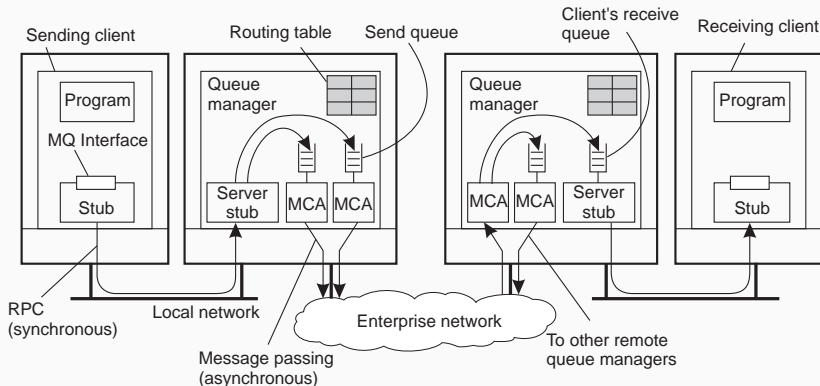 Sending client
Routing table
Send queue
Client's receive
queue
Receiving client
Program
Queue
manager
Queue
manager
Program
MQ Interface
Stub
Server
stub
MCA
MCA
MCA
MCA
Server
stub
Stub
RPC
(synchronous)
Local network
Message passing
(asynchronous)
Enterprise network
To other remote
queue managers